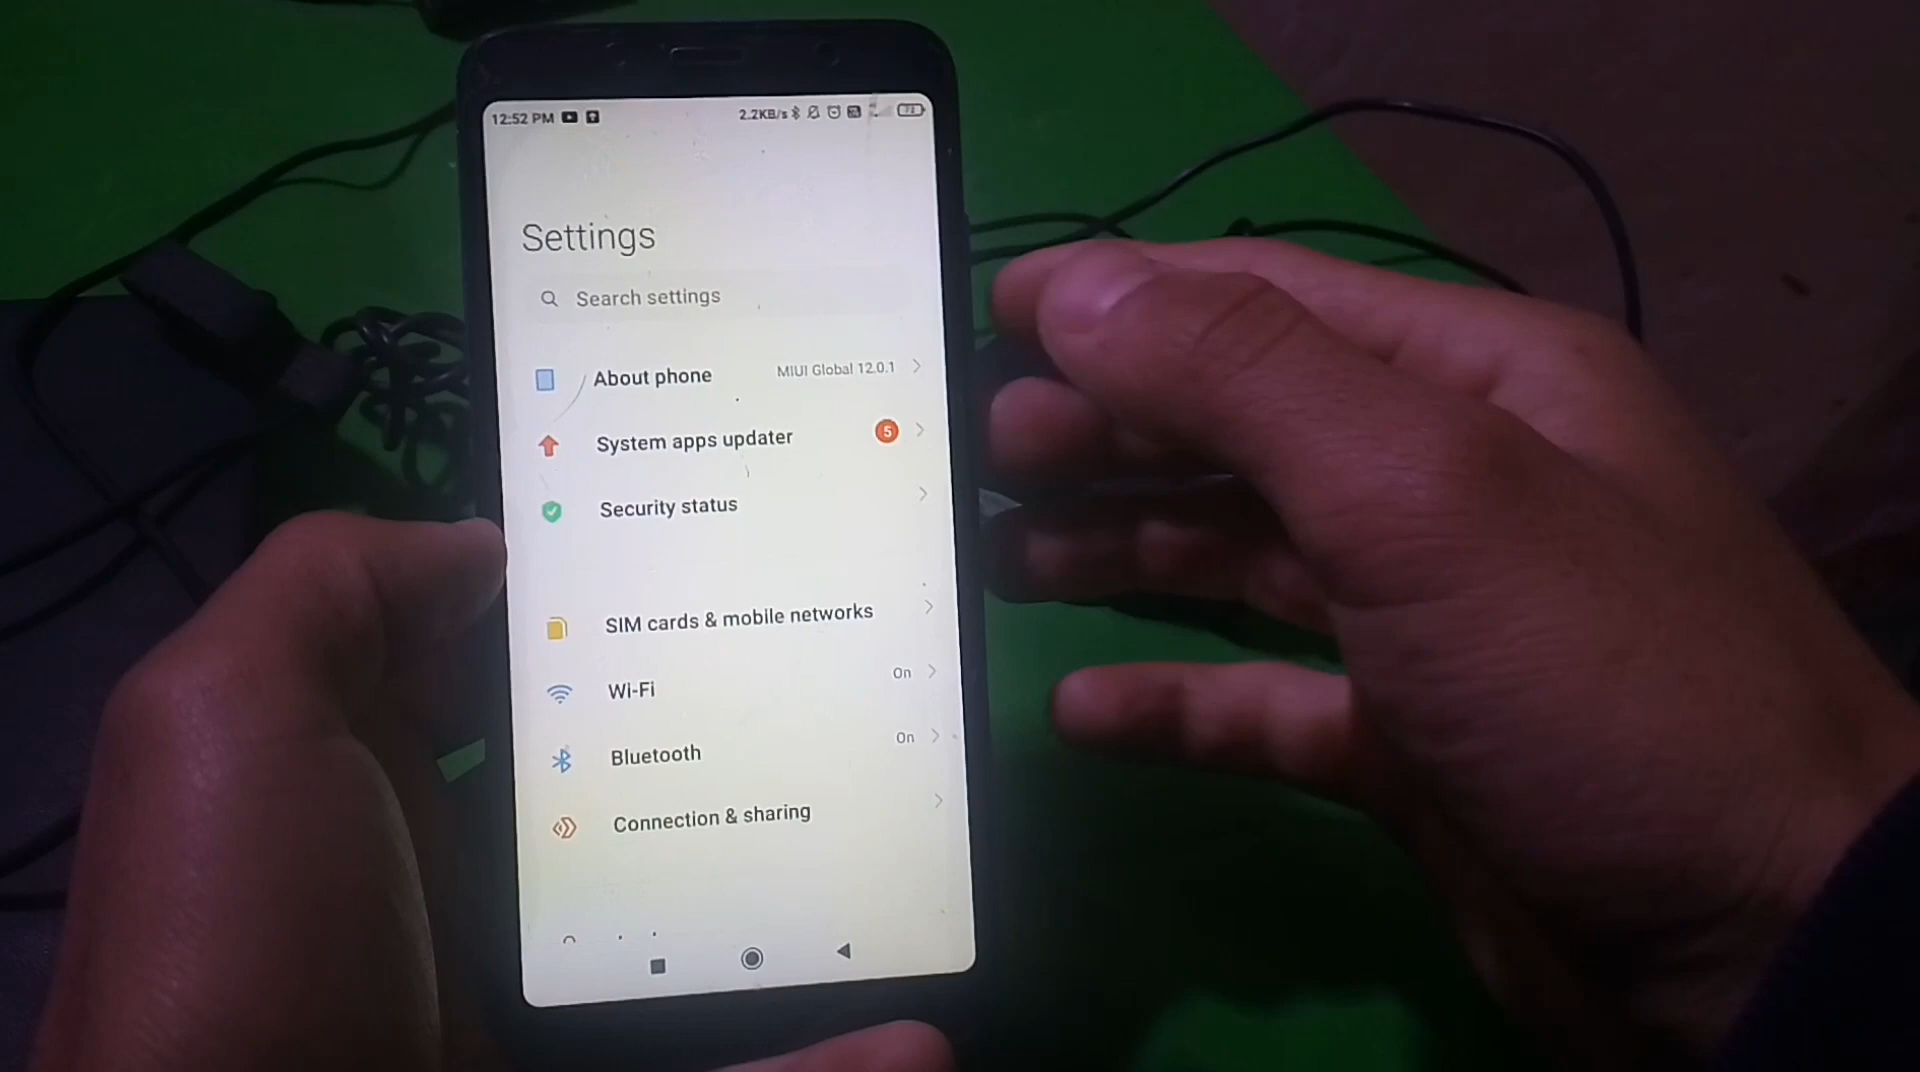 12:52 PM 2.2KB/s 73
Settings
Search settings
About phone MIUI Global 12.0.1
System apps updater 5
Security status
SIM cards & mobile networks
Wi-Fi On
Bluetooth On
Connection & sharing